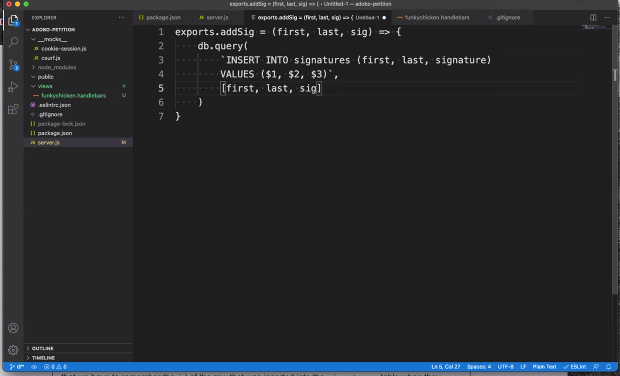 exports.addSig = (first, last, sig) => { • Untitled-1 — adobo-petition
EXPLORER
package.json
server.js
exports.addSig = (first, last, sig) => { Untitled-1
funkychicken.handlebars
.gitignore
ADOBO-PETITION
__mocks__
cookie-session.js
csurf.js
node_modules
public
views
funkychicken.handlebars U
.eslintrc.json
.gitignore
package-lock.json
package.json
server.js M
OUTLINE
TIMELINE
1 exports.addSig = (first, last, sig) => {
2 db.query(
3 `INSERT INTO signatures (first, last, signature)
4 VALUES ($1, $2, $3)`,
5 [first, last, sig]
6 )
7 }
0 0 Ln 5, Col 27 Spaces: 4 UTF-8 LF Plain Text ESLint